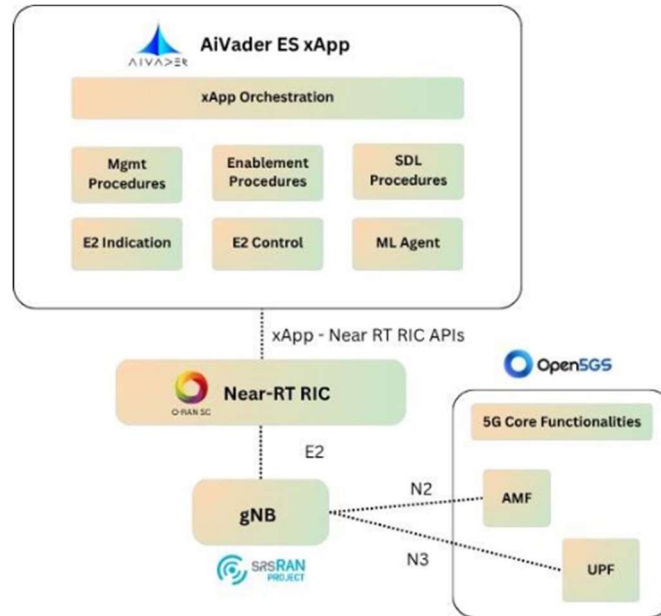 AIVADER
AiVader ES xApp
xApp Orchestration
Mgmt
Procedures
Enablement
Procedures
SDL
Procedures
E2 Indication
E2 Control
ML Agent
xApp - Near RT RIC APIs
O-RAN SC
Near-RT RIC
Open5GS
5G Core Functionalities
E2
N2
AMF
gNB
N3
UPF
srsRAN
PROJECT